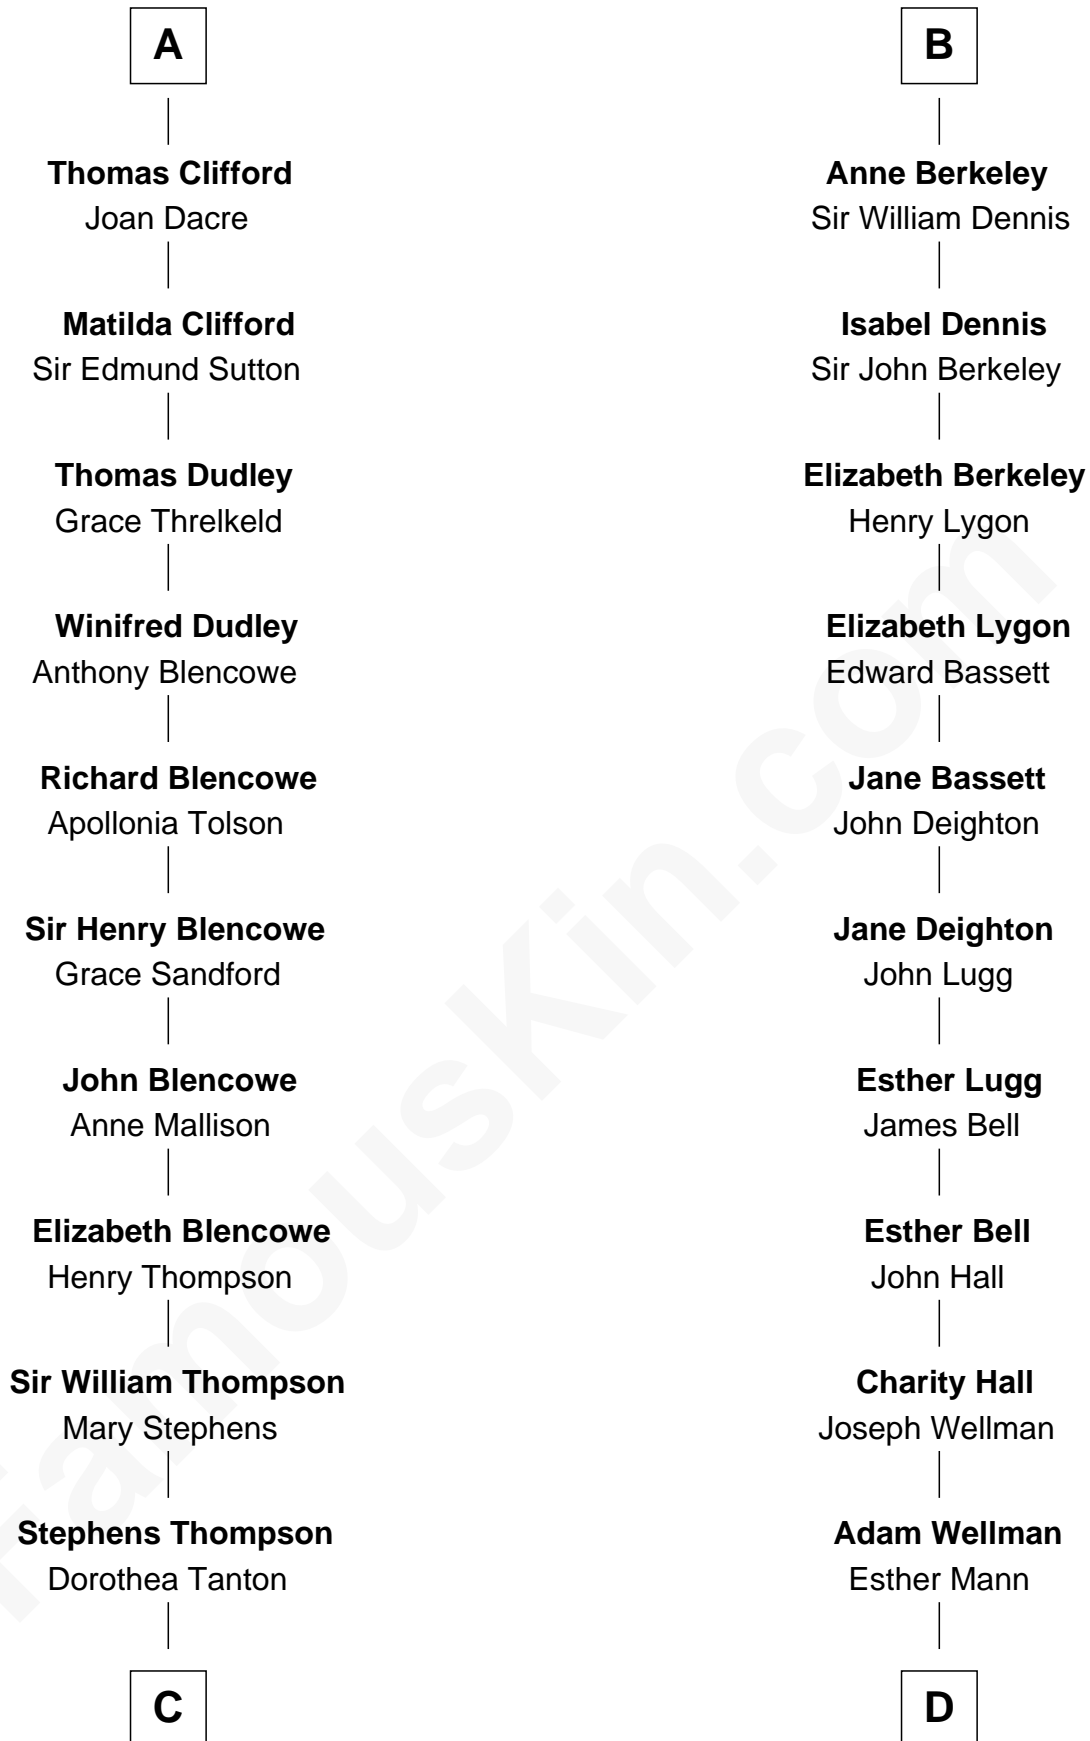 A
Thomas Clifford
Joan Dacre
Matilda Clifford
Sir Edmund Sutton
Thomas Dudley
Grace Threlkeld
Winifred Dudley
Anthony Blencowe
Richard Blencowe
Apollonia Tolson
Sir Henry Blencowe
Grace Sandford
John Blencowe
Anne Mallison
Elizabeth Blencowe
Henry Thompson
Sir William Thompson
Mary Stephens
Stephens Thompson
Dorothea Tanton
C
B
Anne Berkeley
Sir William Dennis
Isabel Dennis
Sir John Berkeley
Elizabeth Berkeley
Henry Lygon
Elizabeth Lygon
Edward Bassett
Jane Bassett
John Deighton
Jane Deighton
John Lugg
Esther Lugg
James Bell
Esther Bell
John Hall
Charity Hall
Joseph Wellman
Adam Wellman
Esther Mann
D
FamousKin.com